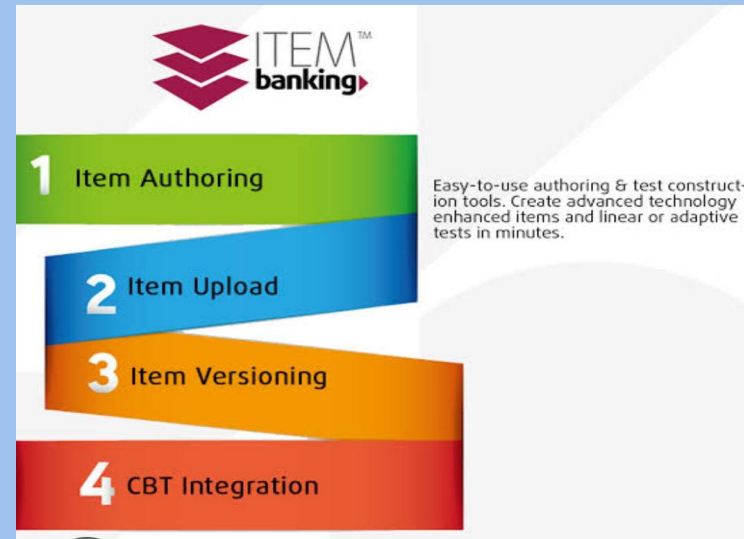 ITEM™
banking
1 Item Authoring
Easy-to-use authoring & test construct-
ion tools. Create advanced technology
enhanced items and linear or adaptive
tests in minutes.
2 Item Upload
3 Item Versioning
4 CBT Integration